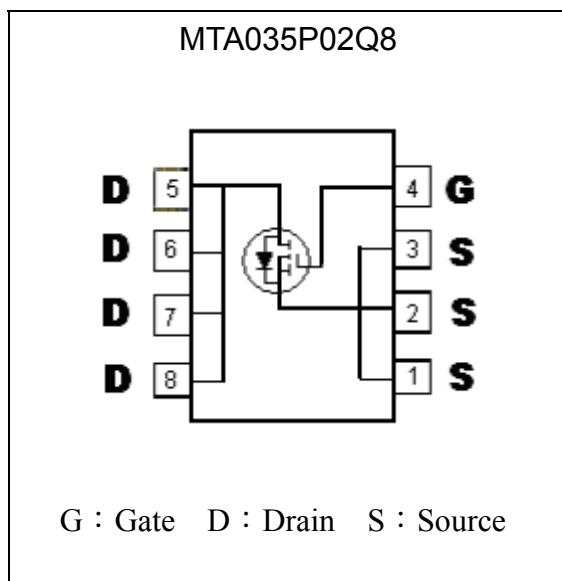 MTA035P02Q8
D 5 4 G
D 6 3 S
D 7 2 S
D 8 1 S
G：Gate D：Drain S：Source